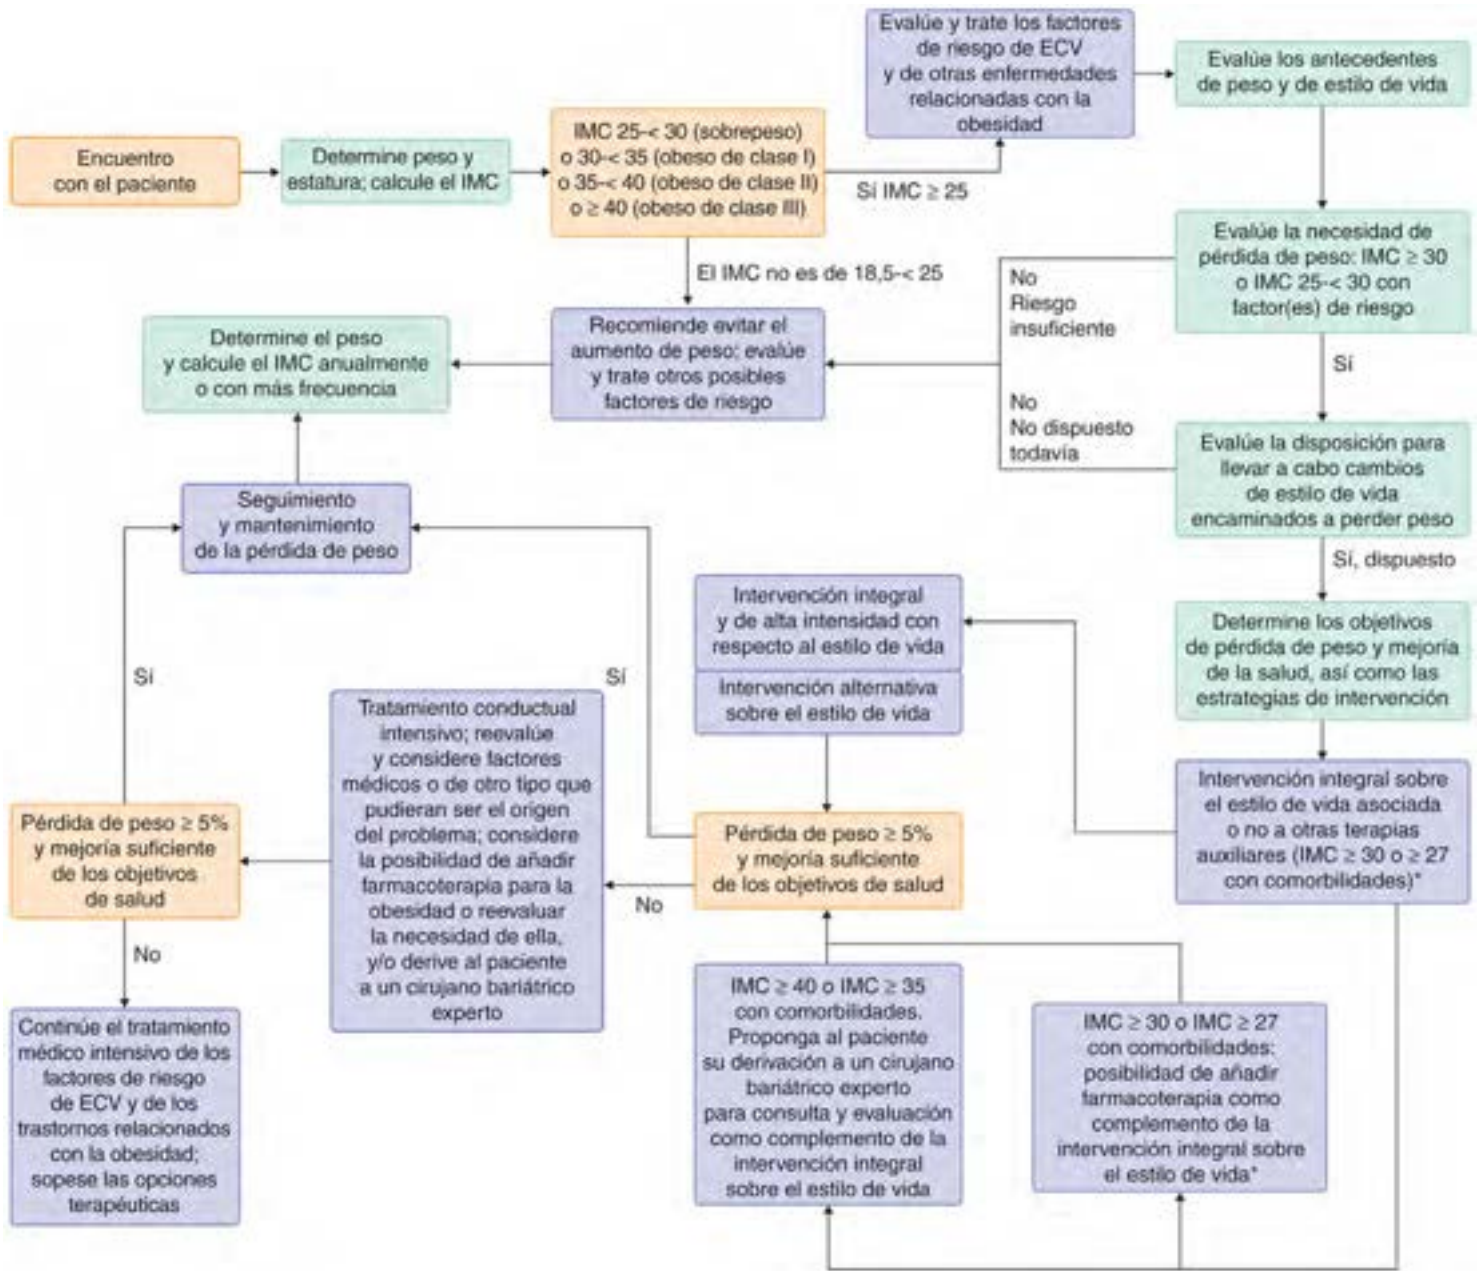 Encuentro
con el paciente
Determine peso y
estatura; calcule el IMC
IMC 25-< 30 (sobrepeso)
o 30-< 35 (obeso de clase I)
o 35-< 40 (obeso de clase II)
o ≥ 40 (obeso de clase III)
Sí IMC ≥ 25
Evalúe y trate los factores
de riesgo de ECV
y de otras enfermedades
relacionadas con la
obesidad
Evalúe los antecedentes
de peso y de estilo de vida
Evalúe la necesidad de
pérdida de peso: IMC ≥ 30
o IMC 25-< 30 con
factor(es) de riesgo
No
Riesgo
insuficiente
Sí
El IMC no es de 18,5-< 25
Recomiende evitar el
aumento de peso; evalúe
y trate otros posibles
factores de riesgo
Determine el peso
y calcule el IMC anualmente
o con más frecuencia
No
No dispuesto
todavía
Evalúe la disposición para
llevar a cabo cambios
de estilo de vida
encaminados a perder peso
Sí, dispuesto
Seguimiento
y mantenimiento
de la pérdida de peso
Determine los objetivos
de pérdida de peso y mejoría
de la salud, así como las
estrategias de intervención
Intervención integral
y de alta intensidad con
respecto al estilo de vida
Intervención alternativa
sobre el estilo de vida
Intervención integral sobre
el estilo de vida asociada
o no a otras terapias
auxiliares (IMC ≥ 30 o ≥ 27
con comorbilidades)*
Sí
Sí
Tratamiento conductual
intensivo; reevalúe
y considere factores
médicos o de otro tipo que
pudieran ser el origen
del problema; considere
la posibilidad de añadir
farmacoterapia para la
obesidad o reevaluar
la necesidad de ella,
y/o derive al paciente
a un cirujano bariátrico
experto
Pérdida de peso ≥ 5%
y mejoría suficiente
de los objetivos
de salud
Pérdida de peso ≥ 5%
y mejoría suficiente
de los objetivos de salud
No
No
Continúe el tratamiento
médico intensivo de los
factores de riesgo
de ECV y de los
trastornos relacionados
con la obesidad;
sopese las opciones
terapéuticas
IMC ≥ 40 o IMC ≥ 35
con comorbilidades.
Proponga al paciente
su derivación a un cirujano
bariátrico experto
para consulta y evaluación
como complemento de la
intervención integral
sobre el estilo de vida
IMC ≥ 30 o IMC ≥ 27
con comorbilidades:
posibilidad de añadir
farmacoterapia como
complemento de la
intervención integral sobre
el estilo de vida*